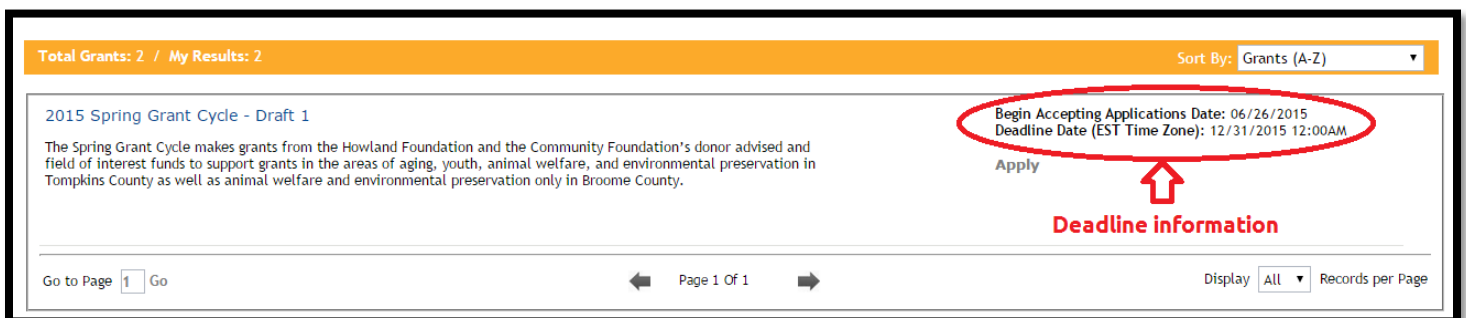 Total Grants: 2 / My Results: 2
Sort By: Grants (A-Z)
2015 Spring Grant Cycle - Draft 1
The Spring Grant Cycle makes grants from the Howland Foundation and the Community Foundation's donor advised and
field of interest funds to support grants in the areas of aging, youth, animal welfare, and environmental preservation in
Tompkins County as well as animal welfare and environmental preservation only in Broome County.
Begin Accepting Applications Date: 06/26/2015
Deadline Date (EST Time Zone): 12/31/2015 12:00AM
Apply
Deadline information
Go to Page 1 Go
Page 1 Of 1
Display All Records per Page